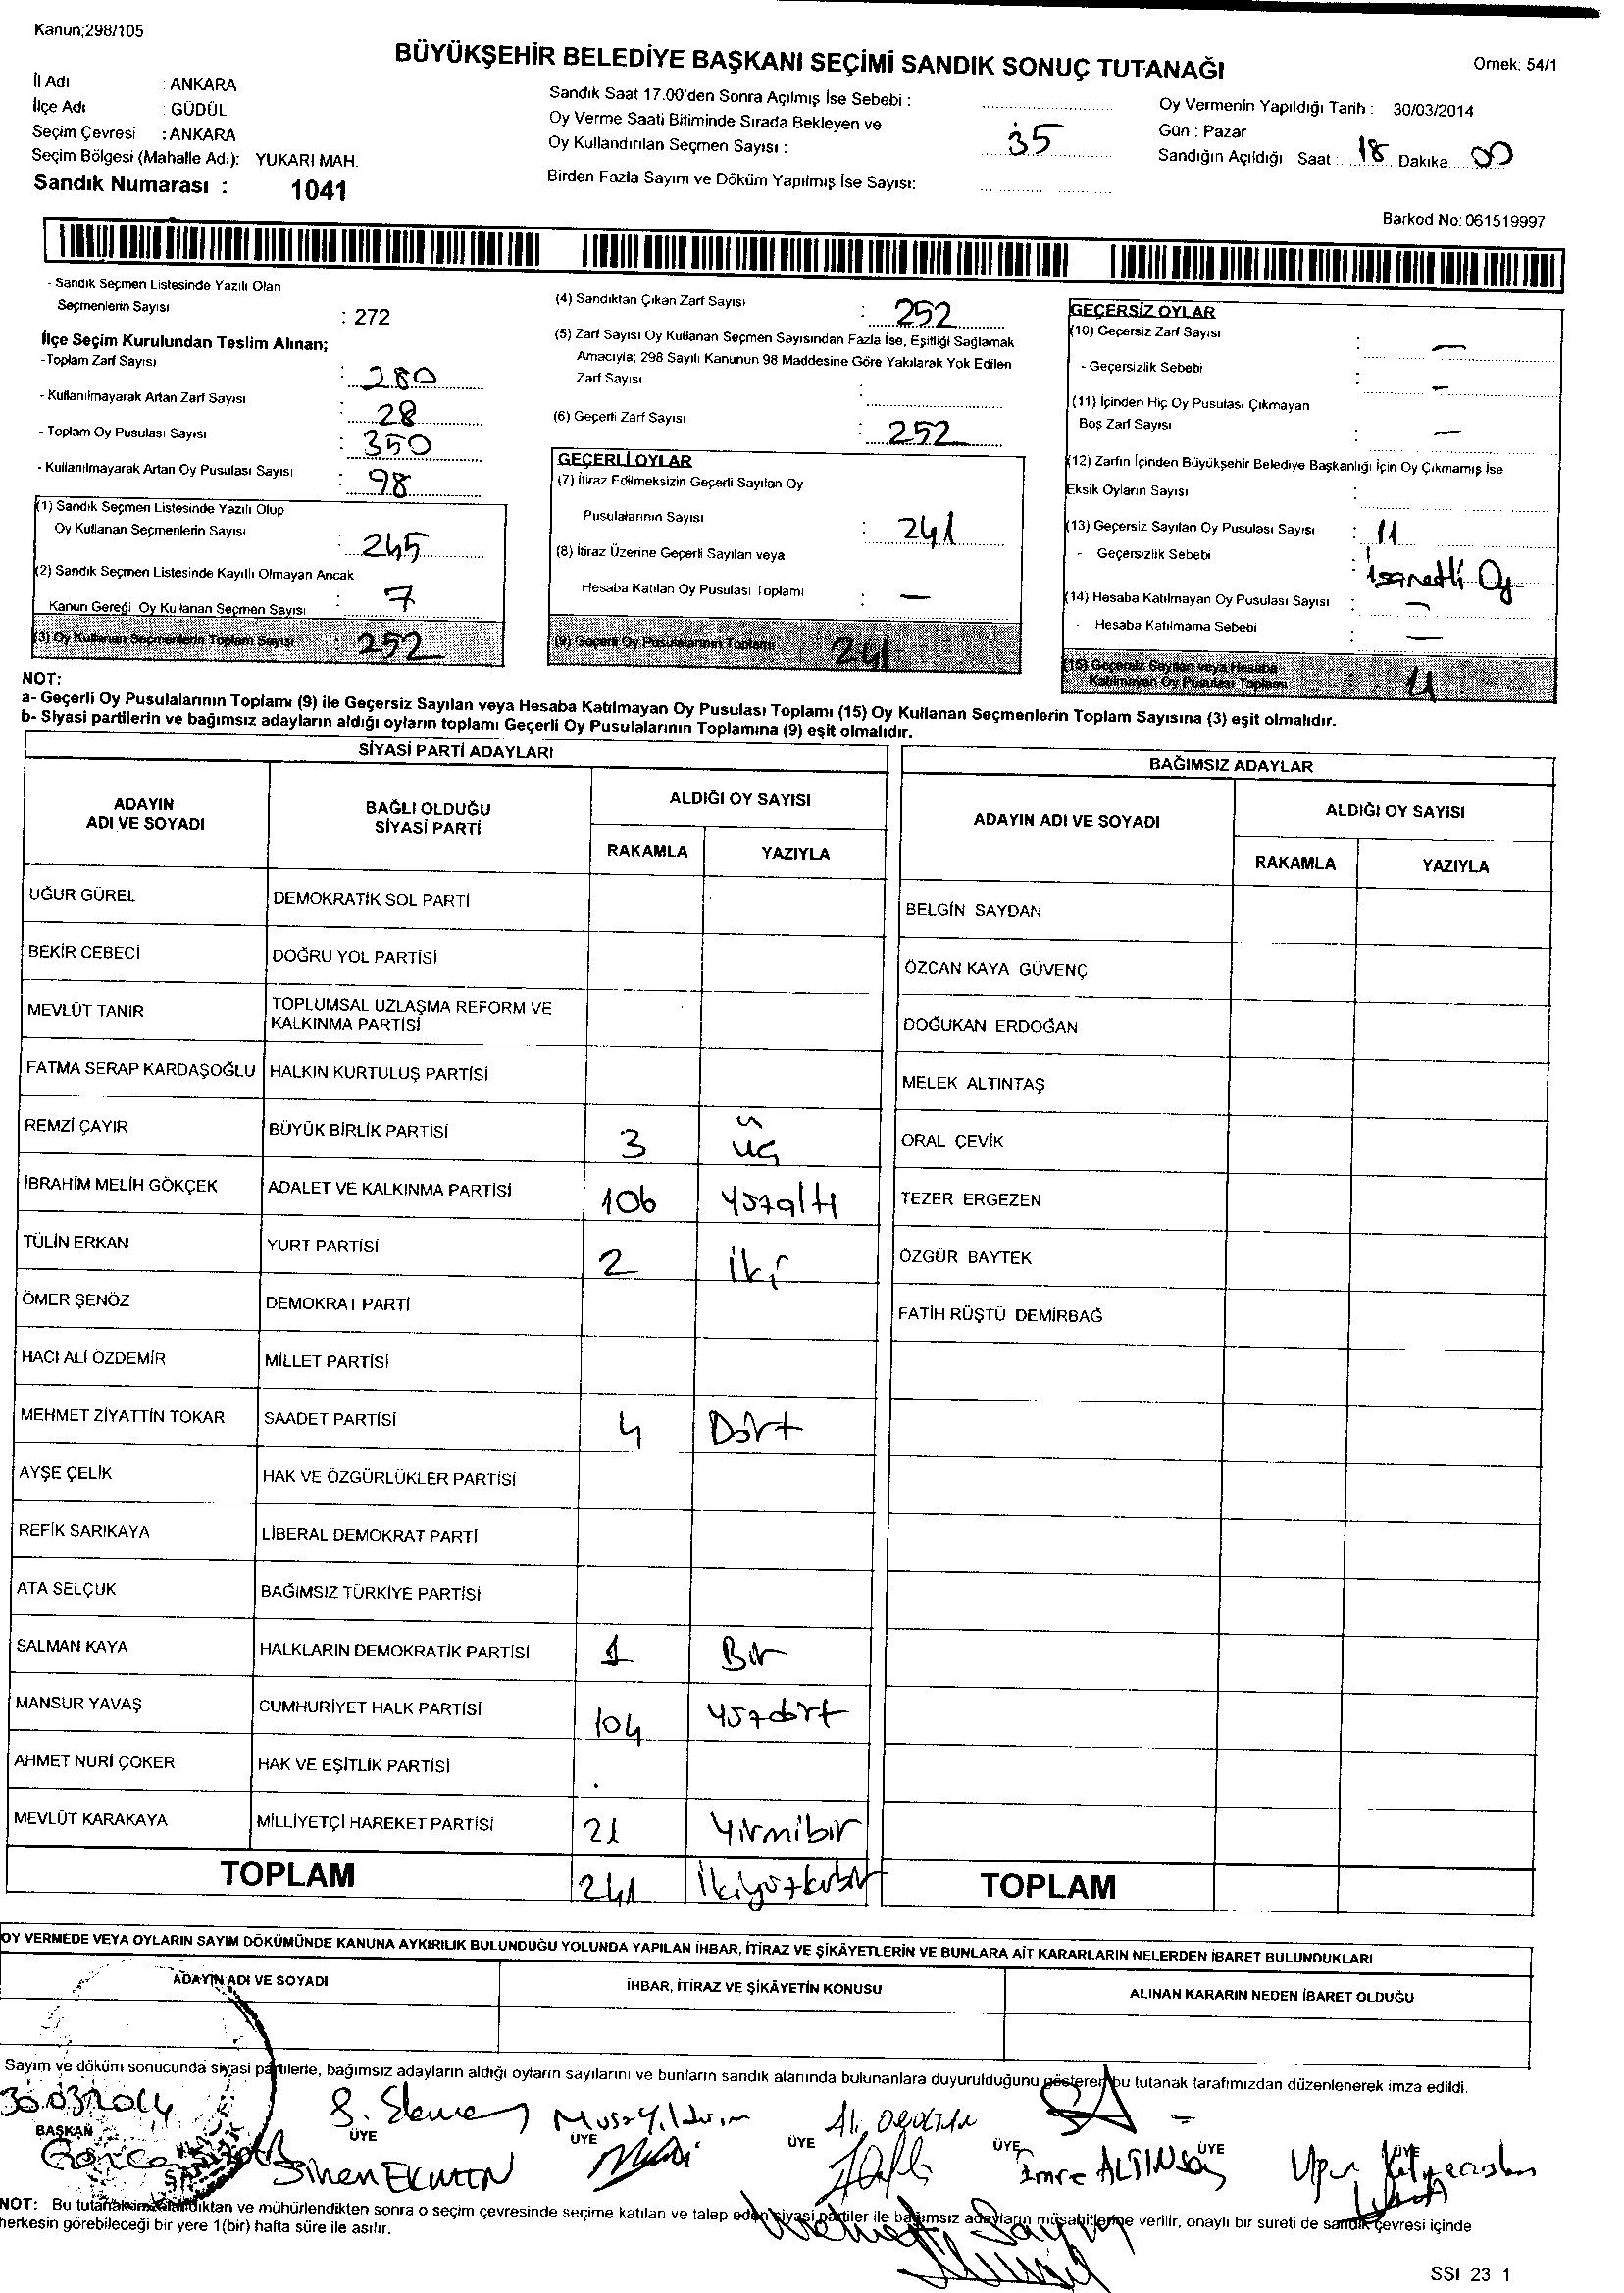 Kanun;298/105
BÜYÜKŞEHİR BELEDİYE BAŞKANI SEÇİMİ SANDIK SONUÇ TUTANAĞI
Örnek: 54/1
İl Adı : ANKARA
İlçe Adı : GÜDÜL
Seçim Çevresi : ANKARA
Seçim Bölgesi (Mahalle Adı): YUKARI MAH.
Sandık Numarası : 1041
Sandık Saat 17.00'den Sonra Açılmış İse Sebebi :
Oy Verme Saati Bitiminde Sırada Bekleyen ve
Oy Kullandırılan Seçmen Sayısı : 35
Birden Fazla Sayım ve Döküm Yapılmış İse Sayısı:
Oy Vermenin Yapıldığı Tarih : 30/03/2014
Gün : Pazar
Sandığın Açıldığı Saat : 18 Dakika 00
Barkod No: 061519997
- Sandık Seçmen Listesinde Yazılı Olan
Seçmenlerin Sayısı : 272
İlçe Seçim Kurulundan Teslim Alınan;
-Toplam Zarf Sayısı : 280
- Kullanılmayarak Artan Zarf Sayısı : 28
- Toplam Oy Pusulası Sayısı : 350
- Kullanılmayarak Artan Oy Pusulası Sayısı : 98
(1) Sandık Seçmen Listesinde Yazılı Olup
Oy Kullanan Seçmenlerin Sayısı : 245
(2) Sandık Seçmen Listesinde Kayıllı Olmayan Ancak
Kanun Gereği Oy Kullanan Seçmen Sayısı : 7
(3) Oy Kullanan Seçmenlerin Toplam Sayısı : 252
(4) Sandıktan Çıkan Zarf Sayısı : 252
(5) Zarf Sayısı Oy Kullanan Seçmen Sayısından Fazla İse, Eşitliği Sağlamak
Amacıyla; 298 Sayılı Kanunun 98 Maddesine Göre Yakılarak Yok Edilen
Zarf Sayısı :
(6) Geçerli Zarf Sayısı : 252
GEÇERLİ OYLAR
(7) İtiraz Edilmeksizin Geçerli Sayılan Oy
Pusulalarının Sayısı : 241
(8) İtiraz Üzerine Geçerli Sayılan veya
Hesaba Katılan Oy Pusulası Toplamı : —
(9) Geçerli Oy Pusulalarının Toplamı 241
GEÇERSİZ OYLAR
(10) Geçersiz Zarf Sayısı : —
- Geçersizlik Sebebi : —
(11) İçinden Hiç Oy Pusulası Çıkmayan
Boş Zarf Sayısı : —
(12) Zarfın İçinden Büyükşehir Belediye Başkanlığı İçin Oy Çıkmamış İse
Eksik Oyların Sayısı :
(13) Geçersiz Sayılan Oy Pusulası Sayısı : 11
- Geçersizlik Sebebi : İşaretli Oy
(14) Hesaba Katılmayan Oy Pusulası Sayısı : —
- Hesaba Katılmama Sebebi : —
(15) Geçersiz Sayılan veya Hesaba
Katılmayan Oy Pusulası Toplamı 11
NOT:
a- Geçerli Oy Pusulalarının Toplamı (9) ile Geçersiz Sayılan veya Hesaba Katılmayan Oy Pusulası Toplamı (15) Oy Kullanan Seçmenlerin Toplam Sayısına (3) eşit olmalıdır.
b- Siyasi partilerin ve bağımsız adayların aldığı oyların toplamı Geçerli Oy Pusulalarının Toplamına (9) eşit olmalıdır.
SİYASİ PARTİ ADAYLARI
ADAYIN ADI VE SOYADI
BAĞLI OLDUĞU SİYASİ PARTİ
ALDIĞI OY SAYISI
RAKAMLA YAZIYLA
UĞUR GÜREL DEMOKRATİK SOL PARTİ
BEKİR CEBECİ DOĞRU YOL PARTİSİ
MEVLÜT TANIR TOPLUMSAL UZLAŞMA REFORM VE
KALKINMA PARTİSİ
FATMA SERAP KARDAŞOĞLU HALKIN KURTULUŞ PARTİSİ
REMZİ ÇAYIR BÜYÜK BİRLİK PARTİSİ 3 üç
İBRAHİM MELİH GÖKÇEK ADALET VE KALKINMA PARTİSİ 106 Yüzaltı
TÜLİN ERKAN YURT PARTİSİ 2 iki
ÖMER ŞENÖZ DEMOKRAT PARTİ
HACI ALİ ÖZDEMİR MİLLET PARTİSİ
MEHMET ZİYATTİN TOKAR SAADET PARTİSİ 4 Dört
AYŞE ÇELİK HAK VE ÖZGÜRLÜKLER PARTİSİ
REFİK SARIKAYA LİBERAL DEMOKRAT PARTİ
ATA SELÇUK BAĞIMSIZ TÜRKİYE PARTİSİ
SALMAN KAYA HALKLARIN DEMOKRATİK PARTİSİ 1 Bir
MANSUR YAVAŞ CUMHURİYET HALK PARTİSİ 104 Yüzdört
AHMET NURİ ÇOKER HAK VE EŞİTLİK PARTİSİ
MEVLÜT KARAKAYA MİLLİYETÇİ HAREKET PARTİSİ 21 Yirmibir
TOPLAM 241 İkiyüzkırkbir
BAĞIMSIZ ADAYLAR
ADAYIN ADI VE SOYADI
ALDIĞI OY SAYISI
RAKAMLA YAZIYLA
BELGİN SAYDAN
ÖZCAN KAYA GÜVENÇ
DOĞUKAN ERDOĞAN
MELEK ALTINTAŞ
ORAL ÇEVİK
TEZER ERGEZEN
ÖZGÜR BAYTEK
FATİH RÜŞTÜ DEMİRBAĞ
TOPLAM
OY VERMEDE VEYA OYLARIN SAYIM DÖKÜMÜNDE KANUNA AYKIRILIK BULUNDUĞU YOLUNDA YAPILAN İHBAR, İTİRAZ VE ŞİKÂYETLERİN VE BUNLARA AİT KARARLARIN NELERDEN İBARET BULUNDUKLARI
ADAYIN ADI VE SOYADI
İHBAR, İTİRAZ VE ŞİKÂYETİN KONUSU
ALINAN KARARIN NEDEN İBARET OLDUĞU
Sayım ve döküm sonucunda siyasi partilerle, bağımsız adayların aldığı oyların sayılarını ve bunların sandık alanında bulunanlara duyurulduğunu gösteren bu tutanak tarafımızdan düzenlenerek imza edildi.
30.03.2014
BAŞKAN ÜYE ÜYE ÜYE ÜYE ÜYE ÜYE
Sinen
Emre ALTINSOY
NOT: Bu tutanak imzalandıktan ve mühürlendikten sonra o seçim çevresinde seçime katılan ve talep eden siyasi partiler ile bağımsız adayların müşahitlerine verilir, onaylı bir sureti de sandık çevresi içinde
herkesin görebileceği bir yere 1(bir) hafta süre ile asılır.
SSI 23 1